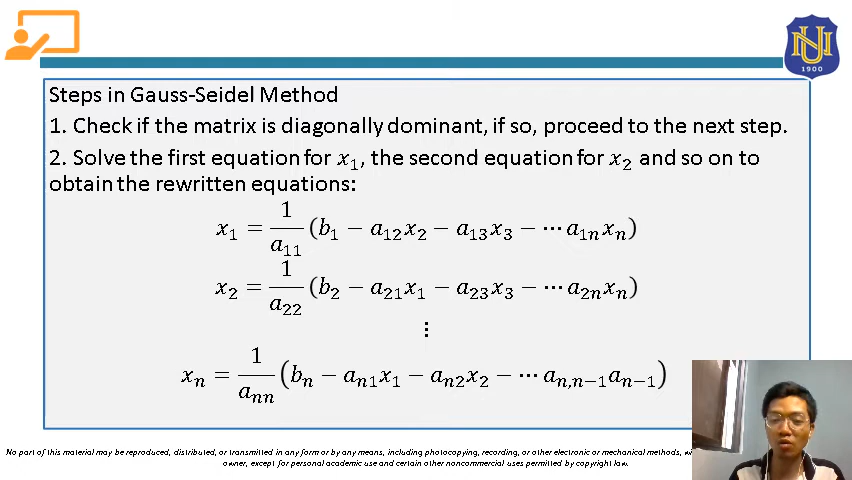 NU
1900
Steps in Gauss-Seidel Method
1. Check if the matrix is diagonally dominant, if so, proceed to the next step.
2. Solve the first equation for x₁, the second equation for x₂ and so on to
obtain the rewritten equations:
x₁ = 1/a₁₁ (b₁ − a₁₂x₂ − a₁₃x₃ − ⋯ a₁ₙxₙ)
x₂ = 1/a₂₂ (b₂ − a₂₁x₁ − a₂₃x₃ − ⋯ a₂ₙxₙ)
⋮
xₙ = 1/aₙₙ (bₙ − aₙ₁x₁ − aₙ₂x₂ − ⋯ aₙ,ₙ₋₁aₙ₋₁)
No part of this material may be reproduced, distributed, or transmitted in any form or by any means, including photocopying, recording, or other electronic or mechanical methods,
owner, except for personal academic use and certain other noncommercial uses permitted by copyright law.